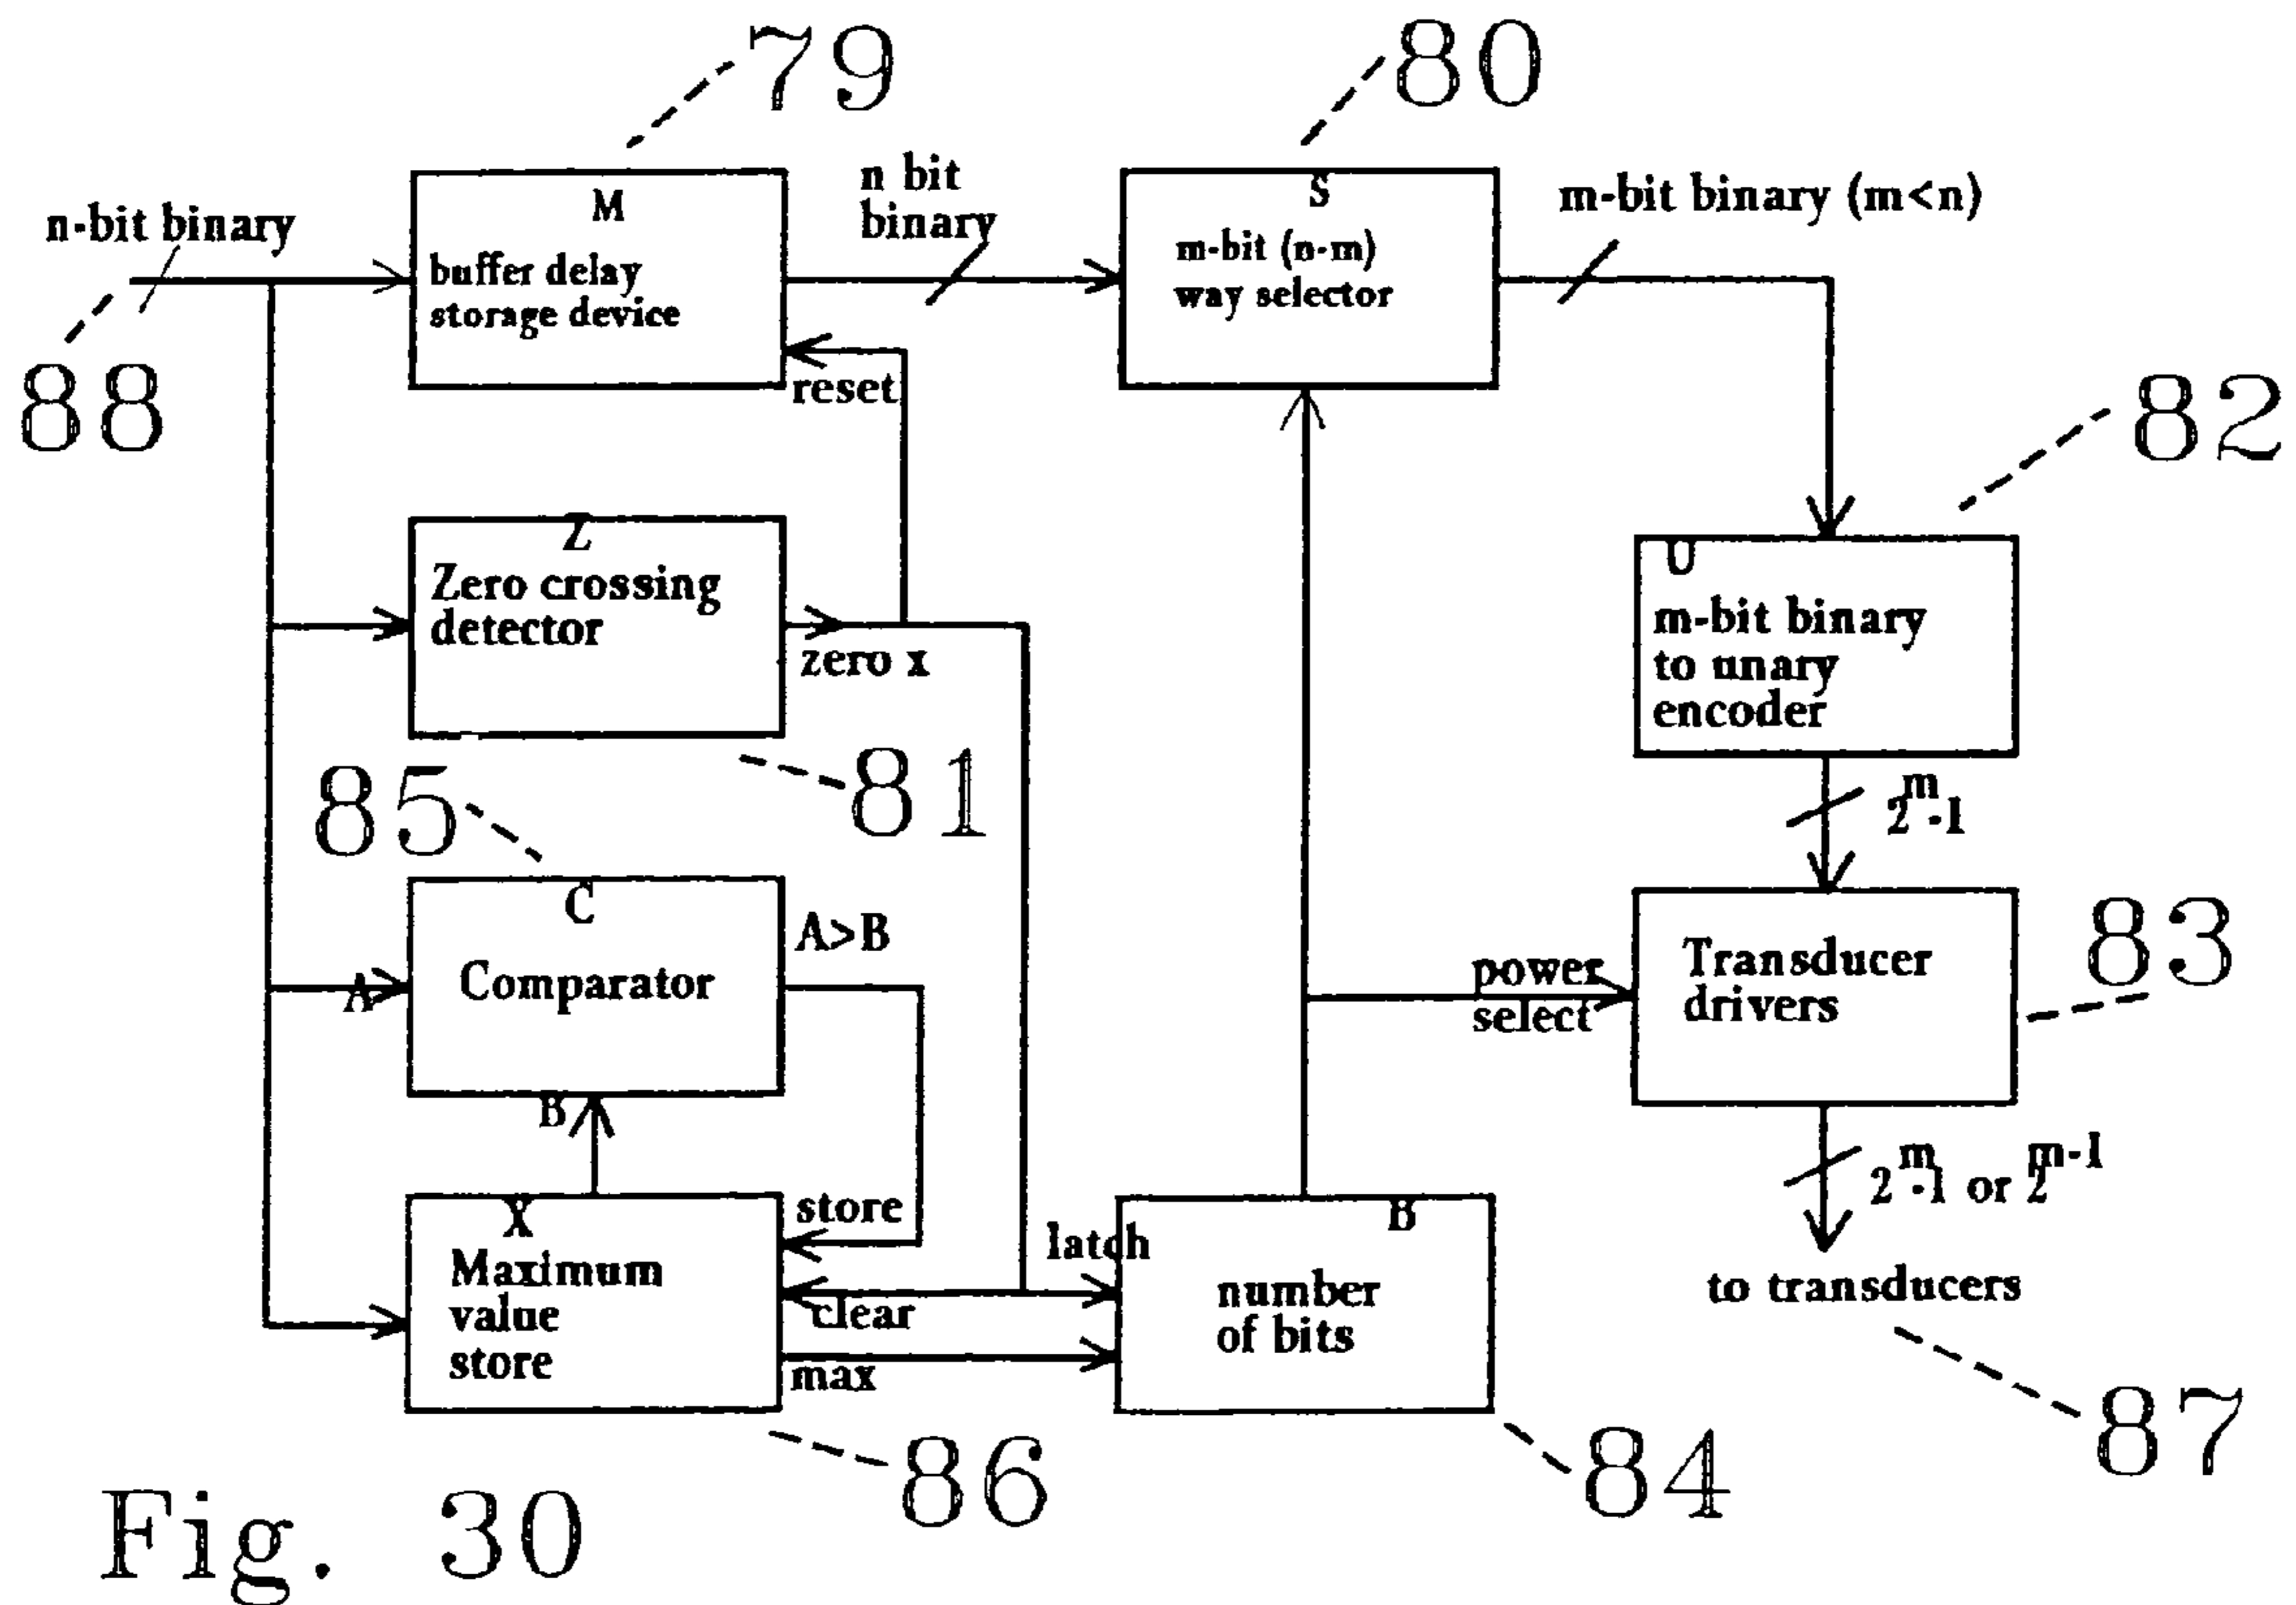 79
80
n-bit binary
M
buffer delay
storage device
n bit
binary
S
m-bit (n-m)
way selector
m-bit binary (m<n)
88
reset
82
Z
Zero crossing
detector
zero x
U
m-bit binary
to unary
encoder
81
85
2^m-1
C
Comparator
A
A>B
B
power
select
Transducer
drivers
83
X
Maximum
value
store
store
clear
max
latch
B
number
of bits
2^m-1 or 2^m-1
to transducers
87
86
84
Fig. 30